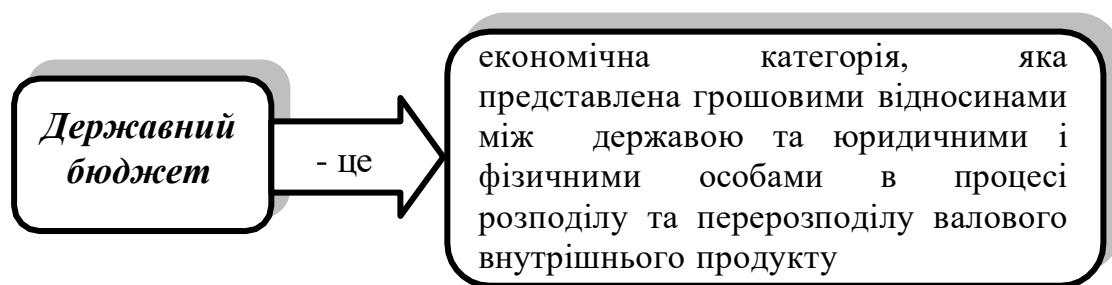 Державний
бюджет
- це
економічна категорія, яка
представлена грошовими відносинами
між державою та юридичними і
фізичними особами в процесі
розподілу та перерозподілу валового
внутрішнього продукту